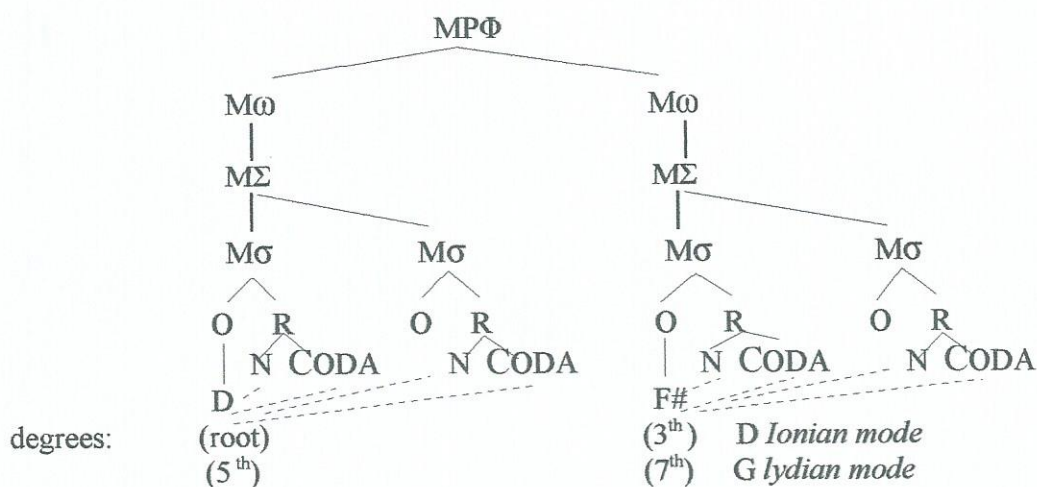 MPΦ
Mω Mω
MΣ MΣ
Mσ Mσ Mσ Mσ
O R O R O R O R
N CODA N CODA N CODA N CODA
D F#
degrees: (root) (3th) D Ionian mode
(5th) (7th) G lydian mode